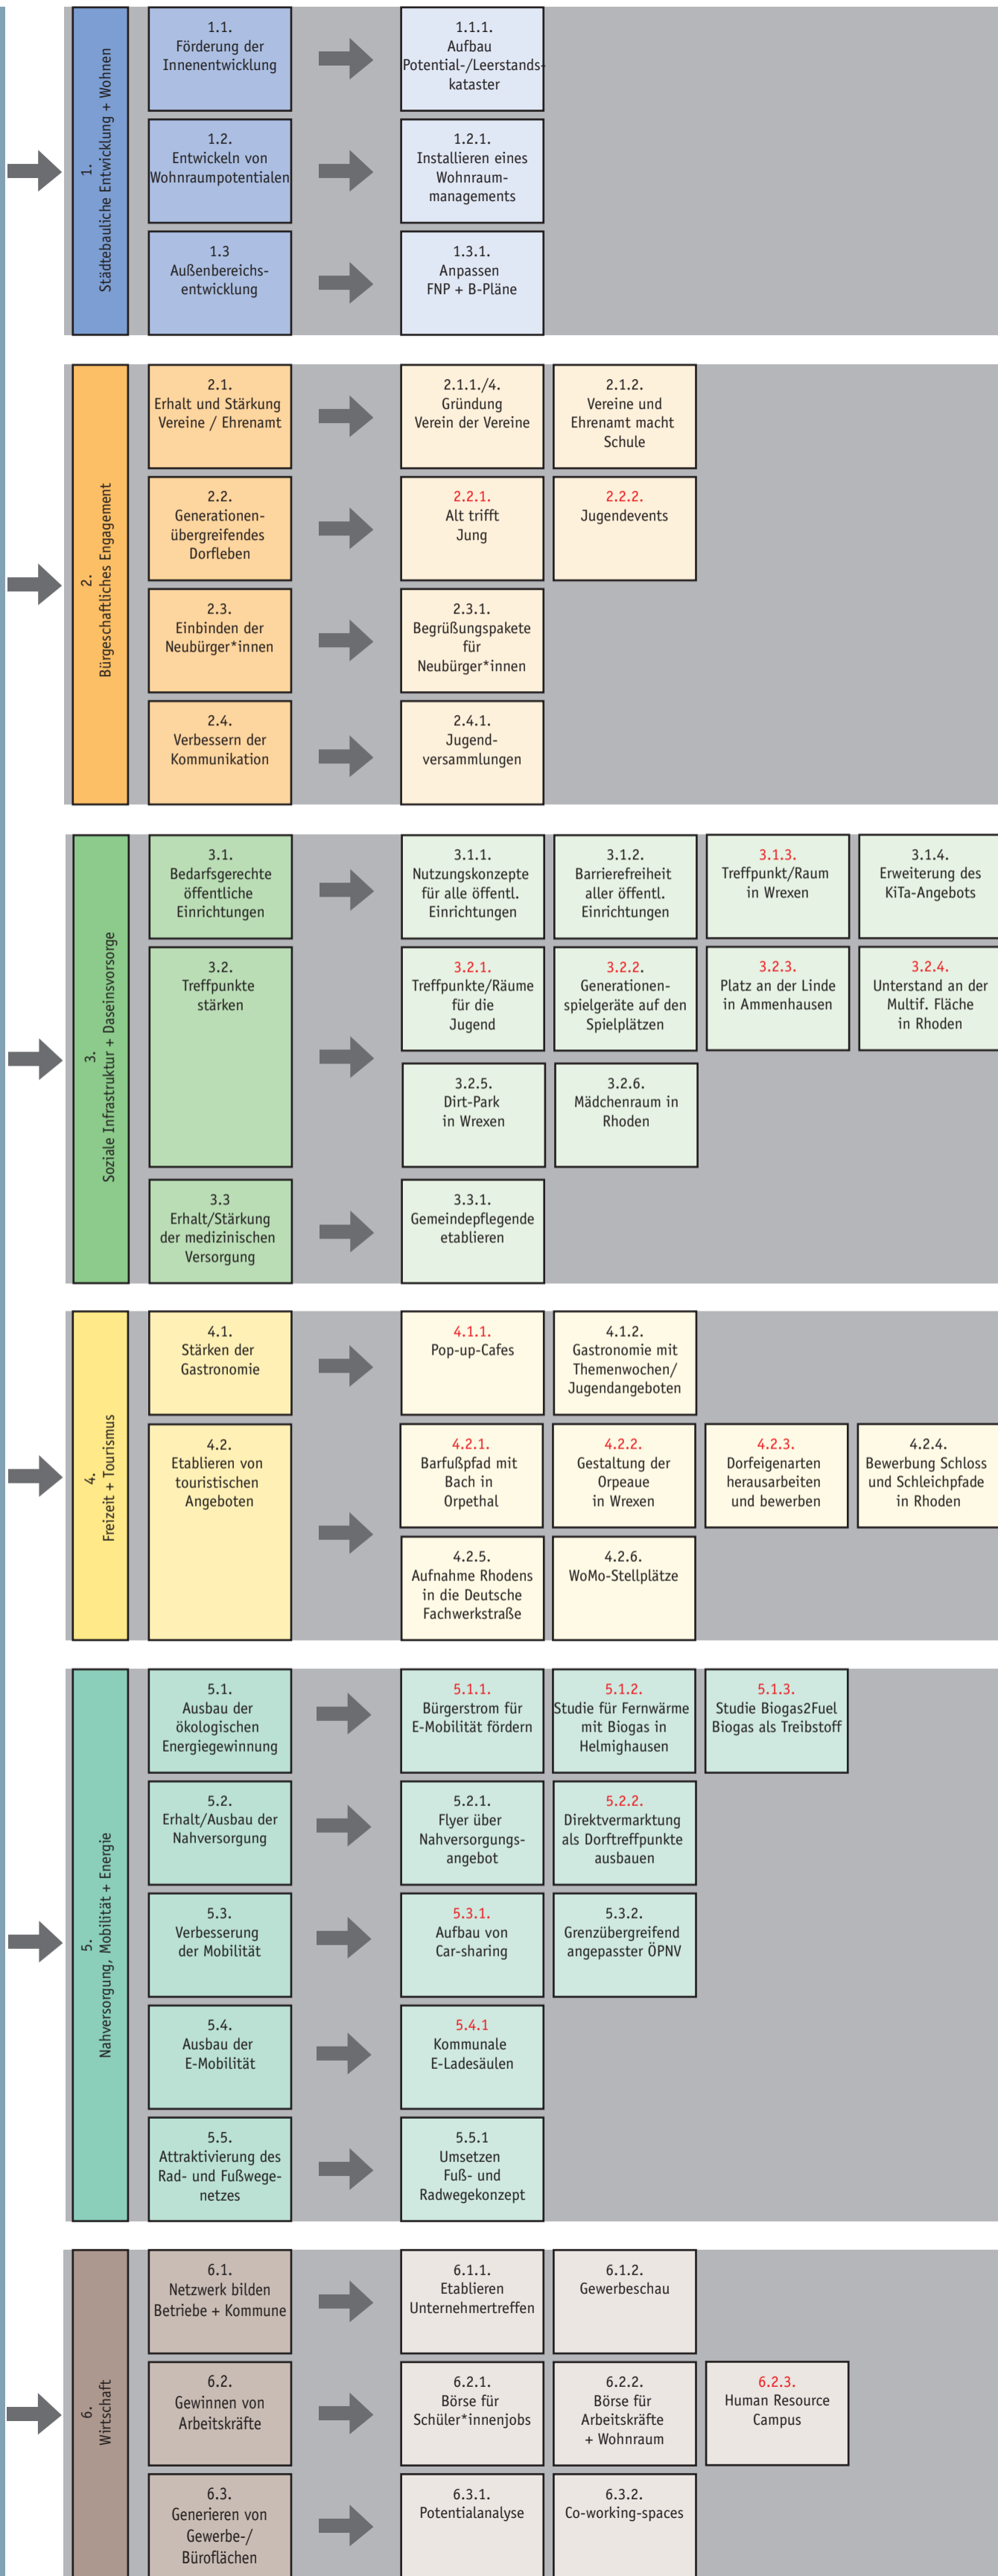 1.
Städtebauliche Entwicklung + Wohnen
1.1.
Förderung der
Innenentwicklung
1.1.1.
Aufbau
Potential-/Leerstands-
kataster
1.2.
Entwickeln von
Wohnraumpotentialen
1.2.1.
Installieren eines
Wohnraum-
managements
1.3
Außenbereichs-
entwicklung
1.3.1.
Anpassen
FNP + B-Pläne
2.
Bürgeschaftliches Engagement
2.1.
Erhalt und Stärkung
Vereine / Ehrenamt
2.1.1./4.
Gründung
Verein der Vereine
2.1.2.
Vereine und
Ehrenamt macht
Schule
2.2.
Generationen-
übergreifendes
Dorfleben
2.2.1.
Alt trifft
Jung
2.2.2.
Jugendevents
2.3.
Einbinden der
Neubürger*innen
2.3.1.
Begrüßungspakete
für
Neubürger*innen
2.4.
Verbessern der
Kommunikation
2.4.1.
Jugend-
versammlungen
3.
Soziale Infrastruktur + Daseinsvorsorge
3.1.
Bedarfsgerechte
öffentliche
Einrichtungen
3.1.1.
Nutzungskonzepte
für alle öffentl.
Einrichtungen
3.1.2.
Barrierefreiheit
aller öffentl.
Einrichtungen
3.1.3.
Treffpunkt/Raum
in Wrexen
3.1.4.
Erweiterung des
KiTa-Angebots
3.2.
Treffpunkte
stärken
3.2.1.
Treffpunkte/Räume
für die
Jugend
3.2.2.
Generationen-
spielgeräte auf den
Spielplätzen
3.2.3.
Platz an der Linde
in Ammenhausen
3.2.4.
Unterstand an der
Multif. Fläche
in Rhoden
3.2.5.
Dirt-Park
in Wrexen
3.2.6.
Mädchenraum in
Rhoden
3.3
Erhalt/Stärkung
der medizinischen
Versorgung
3.3.1.
Gemeindepflegende
etablieren
4.
Freizeit + Tourismus
4.1.
Stärken der
Gastronomie
4.1.1.
Pop-up-Cafes
4.1.2.
Gastronomie mit
Themenwochen/
Jugendangeboten
4.2.
Etablieren von
touristischen
Angeboten
4.2.1.
Barfußpfad mit
Bach in
Orpethal
4.2.2.
Gestaltung der
Orpeaue
in Wrexen
4.2.3.
Dorfeigenarten
herausarbeiten
und bewerben
4.2.4.
Bewerbung Schloss
und Schleichpfade
in Rhoden
4.2.5.
Aufnahme Rhodens
in die Deutsche
Fachwerkstraße
4.2.6.
WoMo-Stellplätze
5.
Nahversorgung, Mobilität + Energie
5.1.
Ausbau der
ökologischen
Energiegewinnung
5.1.1.
Bürgerstrom für
E-Mobilität fördern
5.1.2.
Studie für Fernwärme
mit Biogas in
Helmighausen
5.1.3.
Studie Biogas2Fuel
Biogas als Treibstoff
5.2.
Erhalt/Ausbau der
Nahversorgung
5.2.1.
Flyer über
Nahversorgungs-
angebot
5.2.2.
Direktvermarktung
als Dorftreffpunkte
ausbauen
5.3.
Verbesserung
der Mobilität
5.3.1.
Aufbau von
Car-sharing
5.3.2.
Grenzübergreifend
angepasster ÖPNV
5.4.
Ausbau der
E-Mobilität
5.4.1
Kommunale
E-Ladesäulen
5.5.
Attraktivierung des
Rad- und Fußwege-
netzes
5.5.1
Umsetzen
Fuß- und
Radwegekonzept
6.
Wirtschaft
6.1.
Netzwerk bilden
Betriebe + Kommune
6.1.1.
Etablieren
Unternehmertreffen
6.1.2.
Gewerbeschau
6.2.
Gewinnen von
Arbeitskräfte
6.2.1.
Börse für
Schüler*innenjobs
6.2.2.
Börse für
Arbeitskräfte
+ Wohnraum
6.2.3.
Human Resource
Campus
6.3.
Generieren von
Gewerbe-/
Büroflächen
6.3.1.
Potentialanalyse
6.3.2.
Co-working-spaces